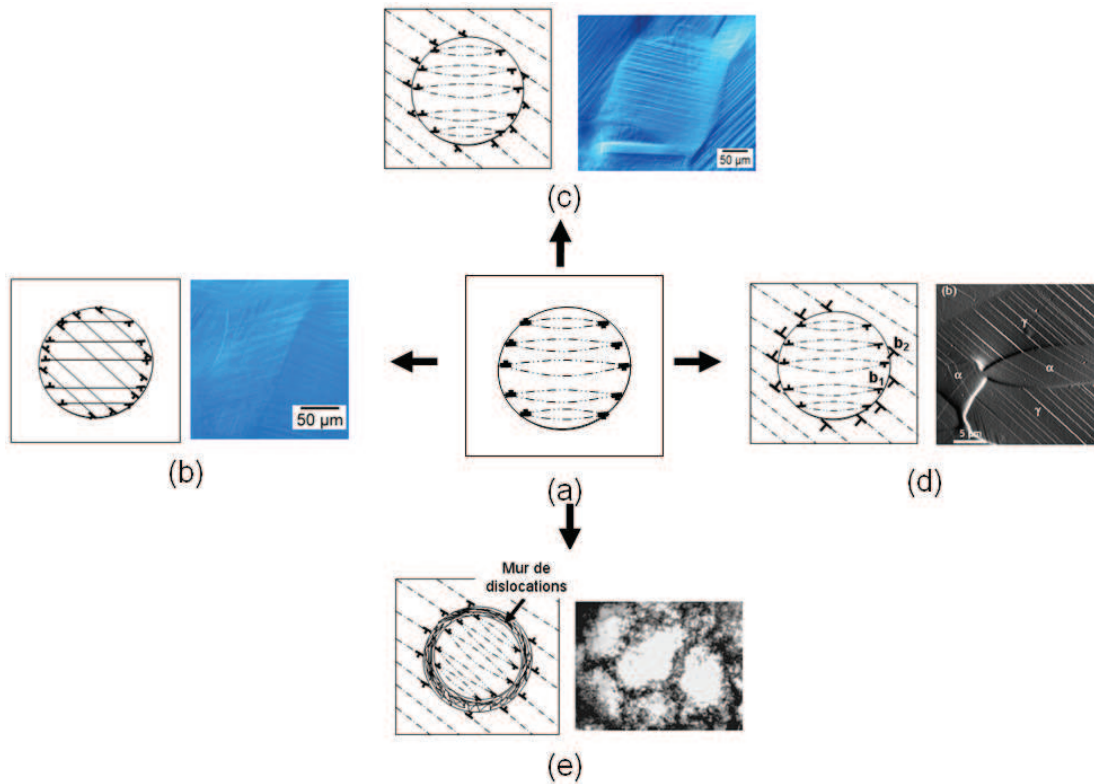 50 µm
(c)
50 µm
(b)
(a)
b₂
b₁
(b)
γ
α
α
γ
5 µm
(d)
Mur de
dislocations
(e)